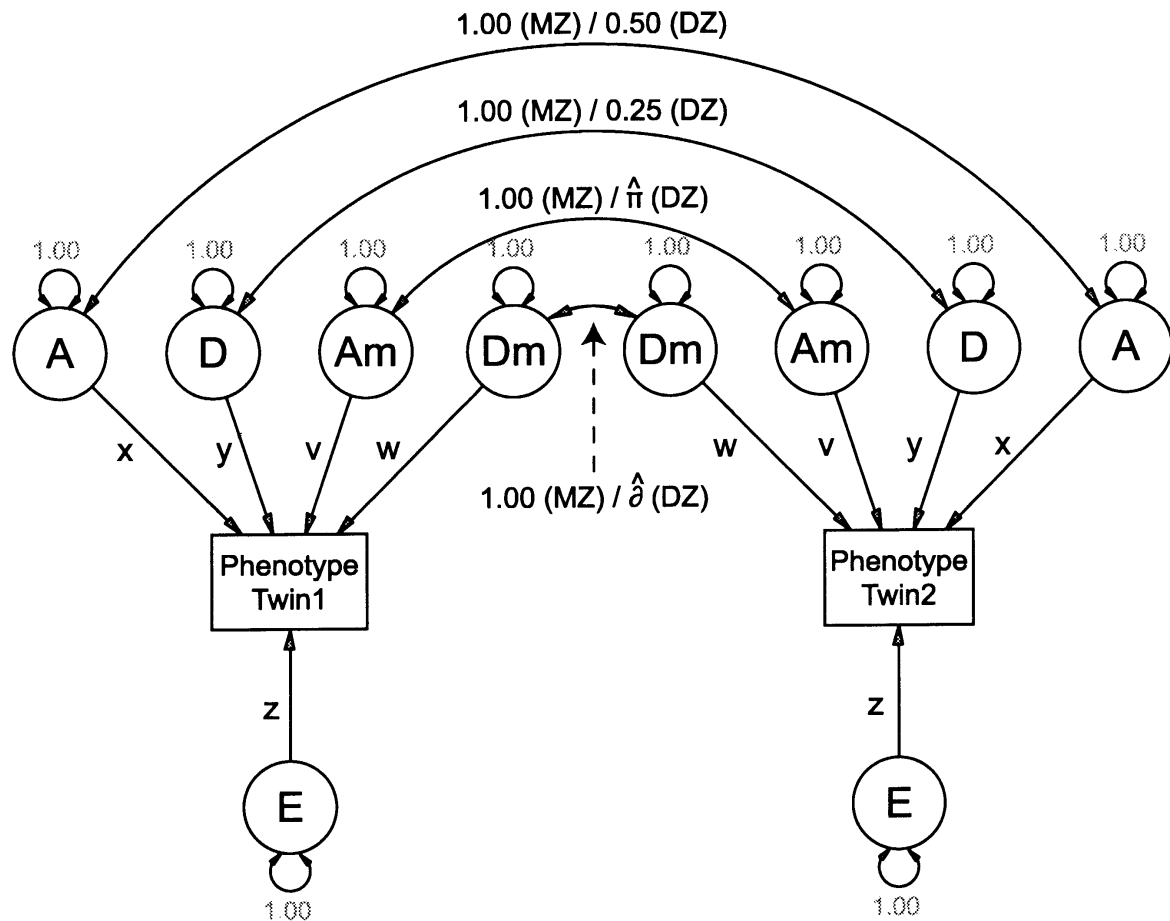 1.00 (MZ) / 0.50 (DZ)
1.00 (MZ) / 0.25 (DZ)
1.00 (MZ) / π̂ (DZ)
1.00 1.00 1.00 1.00 1.00 1.00 1.00 1.00
A D Am Dm Dm Am D A
x y v w w v y x
1.00 (MZ) / ∂̂ (DZ)
Phenotype
Twin1
Phenotype
Twin2
z z
E E
1.00 1.00